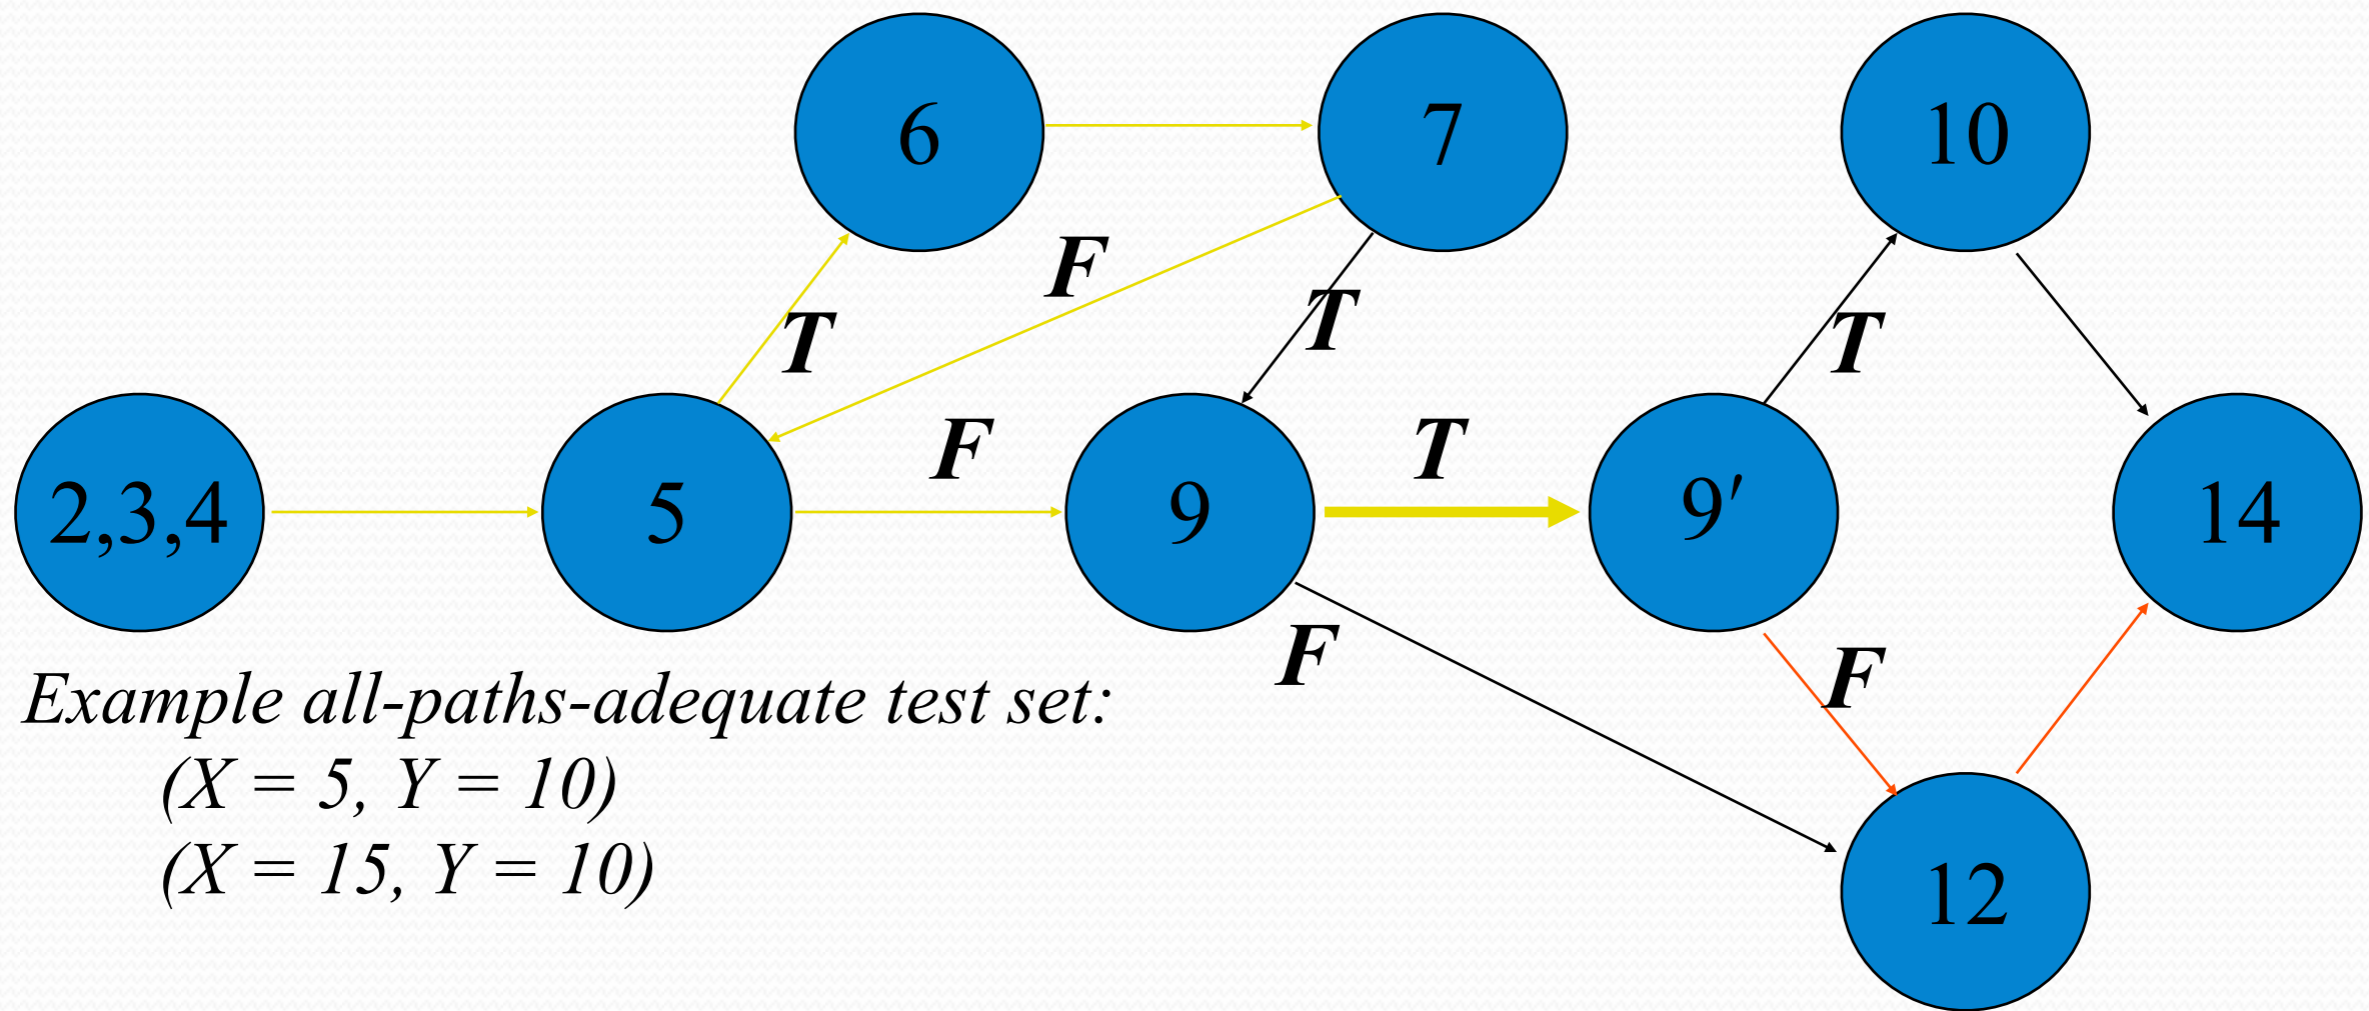 6
7
10
F
T
T
T
F
T
2,3,4
5
9
9′
14
F
F
Example all-paths-adequate test set:
(X = 5, Y = 10)
(X = 15, Y = 10)
12